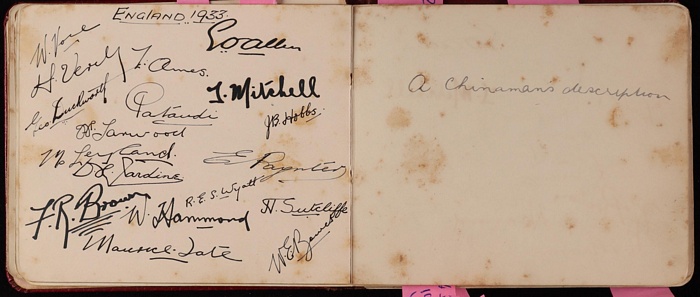 ENGLAND 1933.
W. Voce
G O Allen
H. Verity
L. Ames.
T. Mitchell
Geo Duckworth
Pataudi
J B Hobbs.
H. Larwood
M Leyland.
E Paynter
D R Jardine
R.E.S. Wyatt
F. R. Brown
W. Hammond
H. Sutcliffe
Maurice Tate
W E Bowes
A Chinamans description